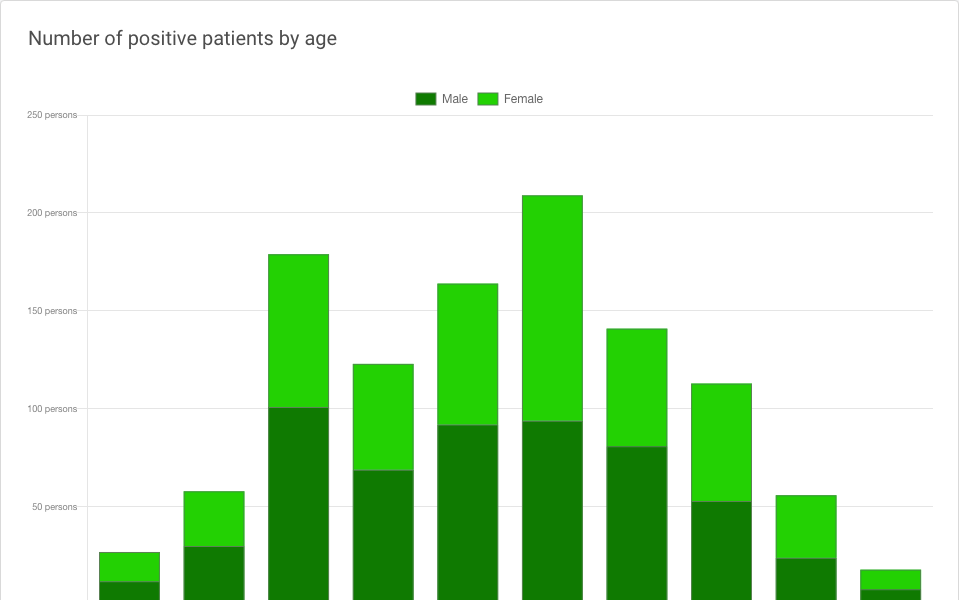 Number of positive patients by age
Male Female
250 persons
200 persons
150 persons
100 persons
50 persons